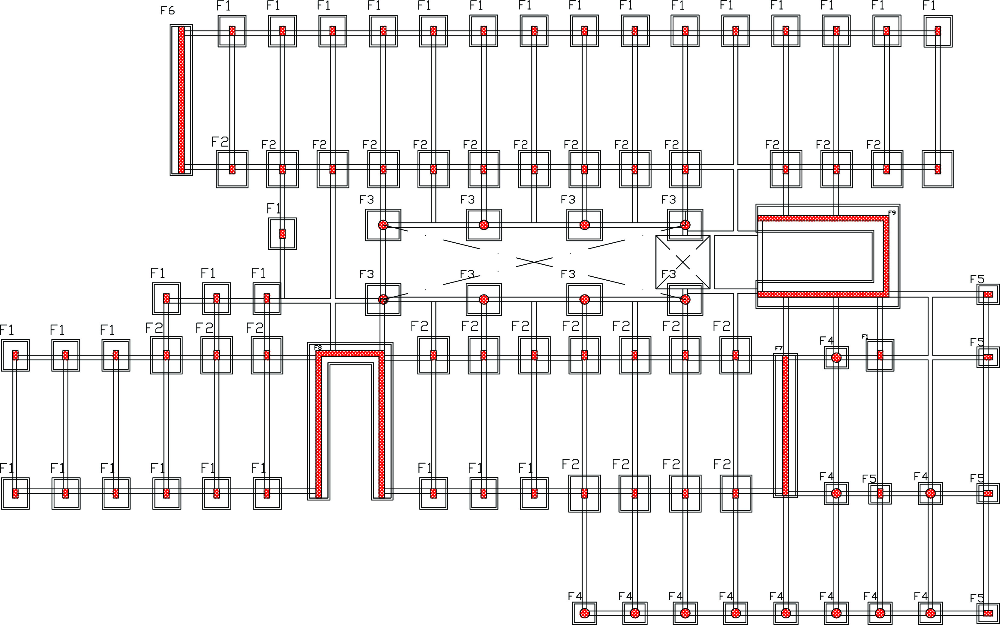 F6 F1 F1 F1 F1 F1 F1 F1 F1 F1 F1 F1 F1 F1 F1 F1
F2 F2 F2 F2 F2 F2 F2 F2 F2 F2 F2 F2 F2
F3 F3 F3 F3
F1
F9
F1 F1 F1 F3 F3 F3 F3 F5
F1 F1 F1 F2 F2 F2 F2 F2 F2 F2 F2 F2 F2
F8 F7 F4 F1 F5
F1 F1 F1 F1 F1 F1 F1 F1 F1 F2 F2 F2 F2 F4 F5 F4 F5
F4 F4 F4 F4 F4 F4 F4 F4 F5